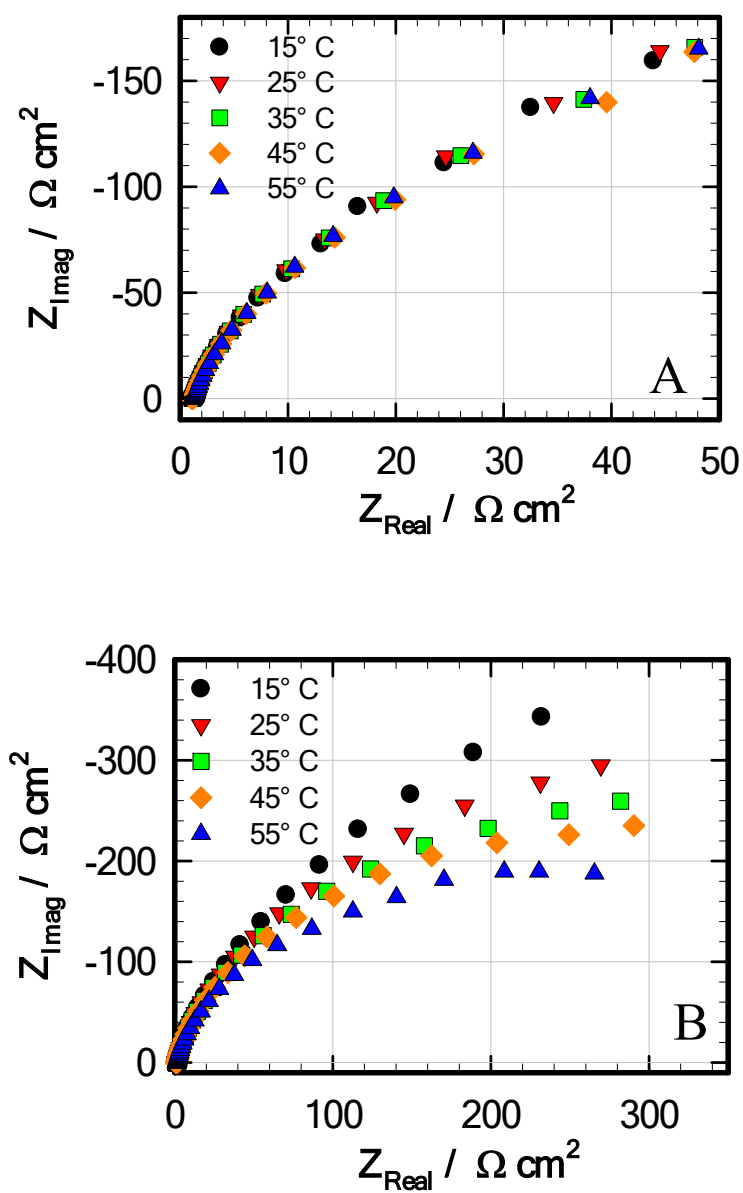 15° C
25° C
35° C
45° C
55° C
-150
-100
-50
0
Z_Imag / Ω cm²
A
0 10 20 30 40 50
Z_Real / Ω cm²
-400
-300
-200
-100
0
Z_Imag / Ω cm²
15° C
25° C
35° C
45° C
55° C
B
0 100 200 300
Z_Real / Ω cm²